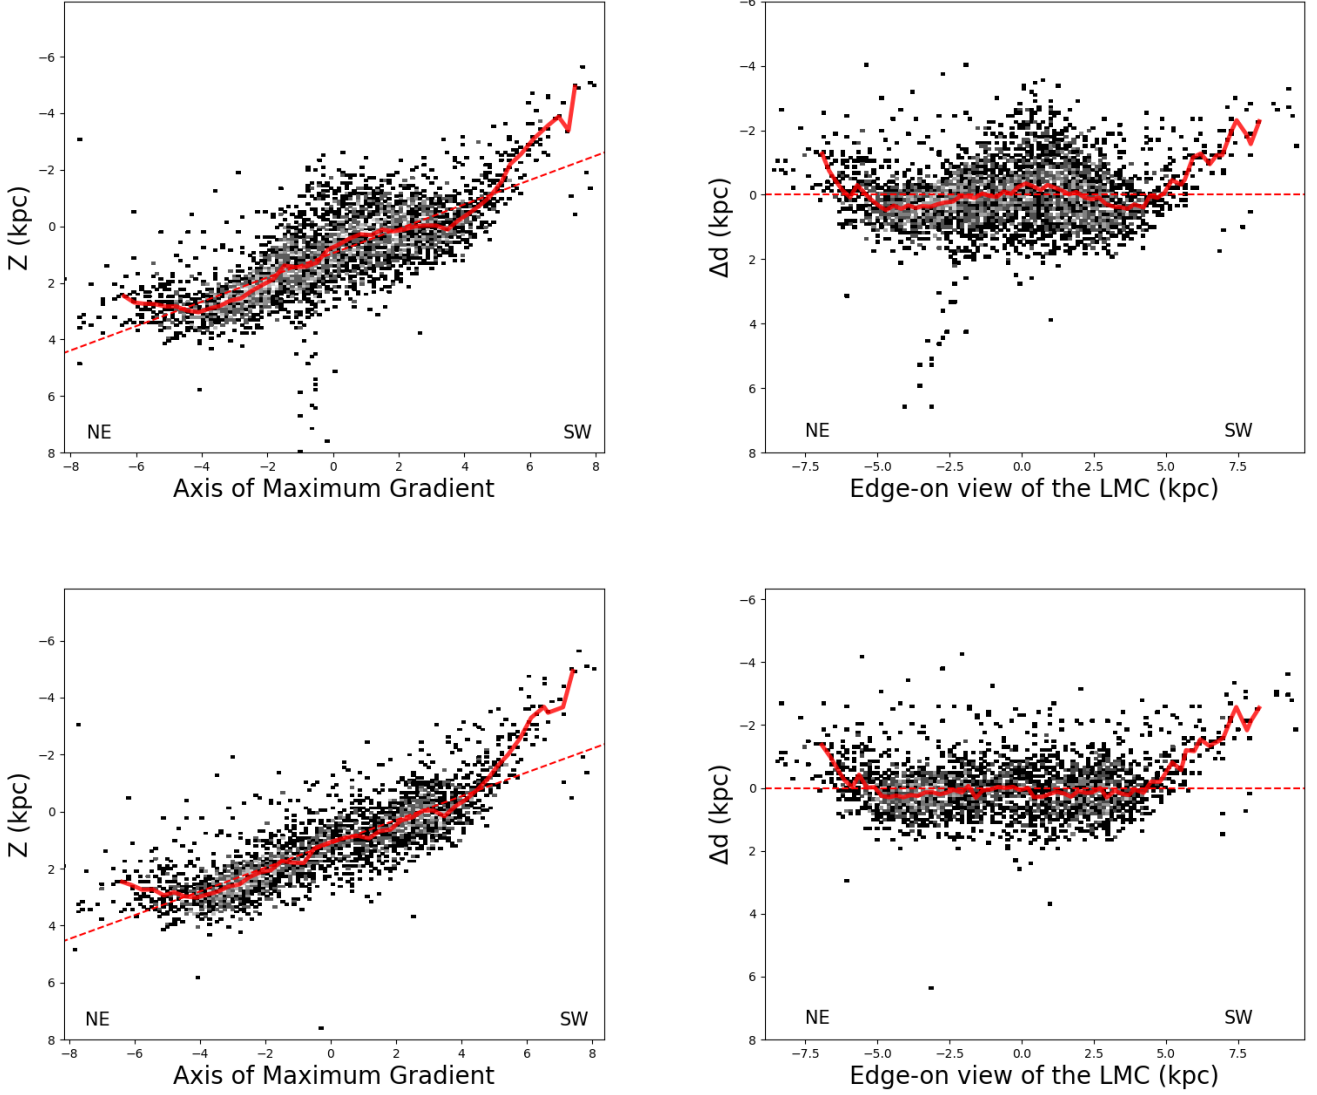 −6
−4
−2
0
2
4
6
8
Z (kpc)
NE
SW
−8 −6 −4 −2 0 2 4 6 8
Axis of Maximum Gradient
−6
−4
−2
0
2
4
6
8
Δd (kpc)
NE
SW
−7.5 −5.0 −2.5 0.0 2.5 5.0 7.5
Edge-on view of the LMC (kpc)
−6
−4
−2
0
2
4
6
8
Z (kpc)
NE
SW
−8 −6 −4 −2 0 2 4 6 8
Axis of Maximum Gradient
−6
−4
−2
0
2
4
6
8
Δd (kpc)
NE
SW
−7.5 −5.0 −2.5 0.0 2.5 5.0 7.5
Edge-on view of the LMC (kpc)